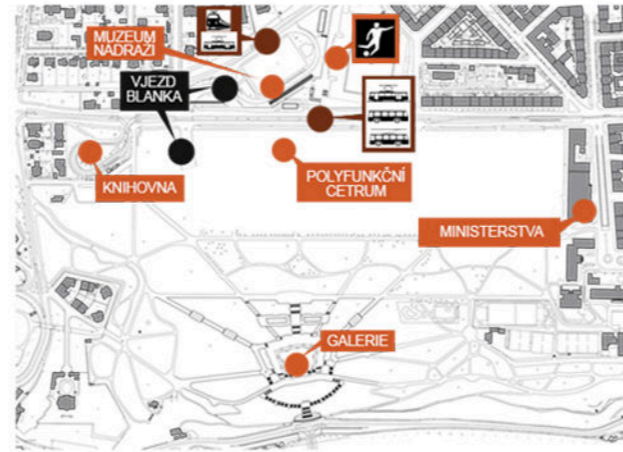 MUZEUM
NÁDRAŽÍ
VJEZD
BLANKA
KNIHOVNA
POLYFUNKČNÍ
CETRUM
MINISTERSTVA
GALERIE